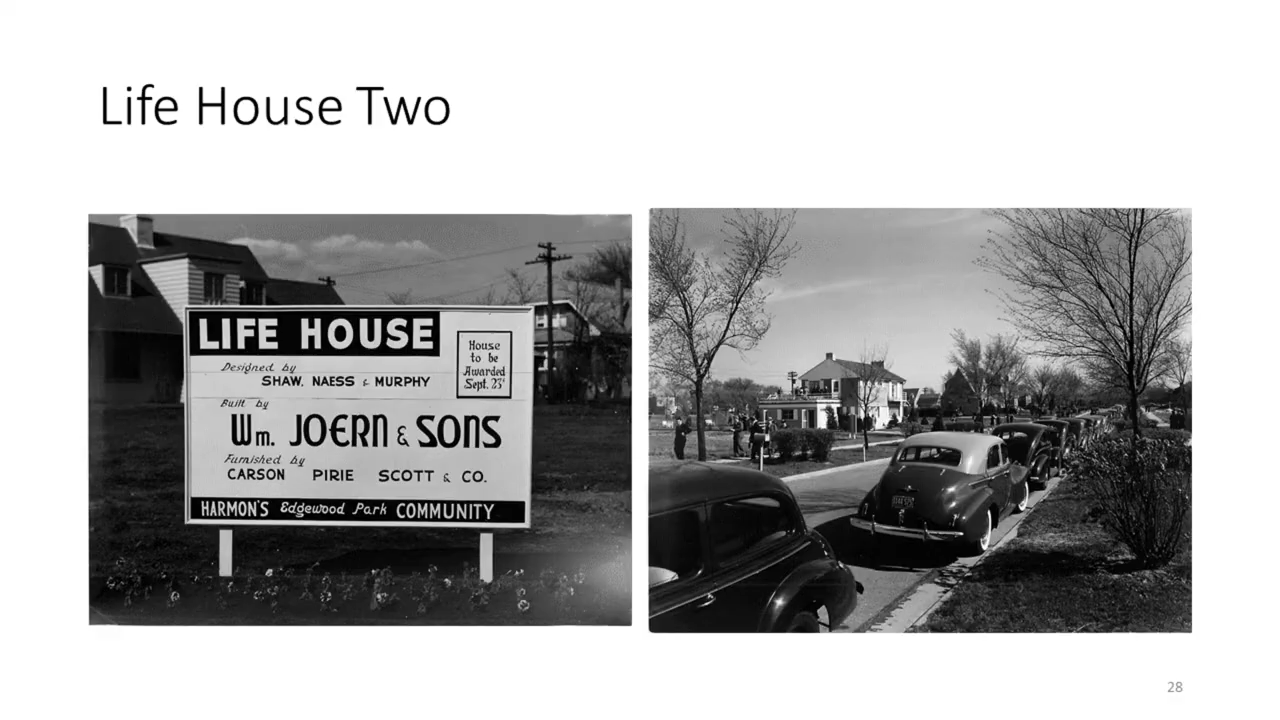 Life House Two
LIFE HOUSE
House
to be
Awarded
Sept. 23rd
Designed by
SHAW, NAESS & MURPHY
Built by
Wm. JOERN & SONS
Furnished by
CARSON PIRIE SCOTT & CO.
HARMON'S Edgewood Park COMMUNITY
28